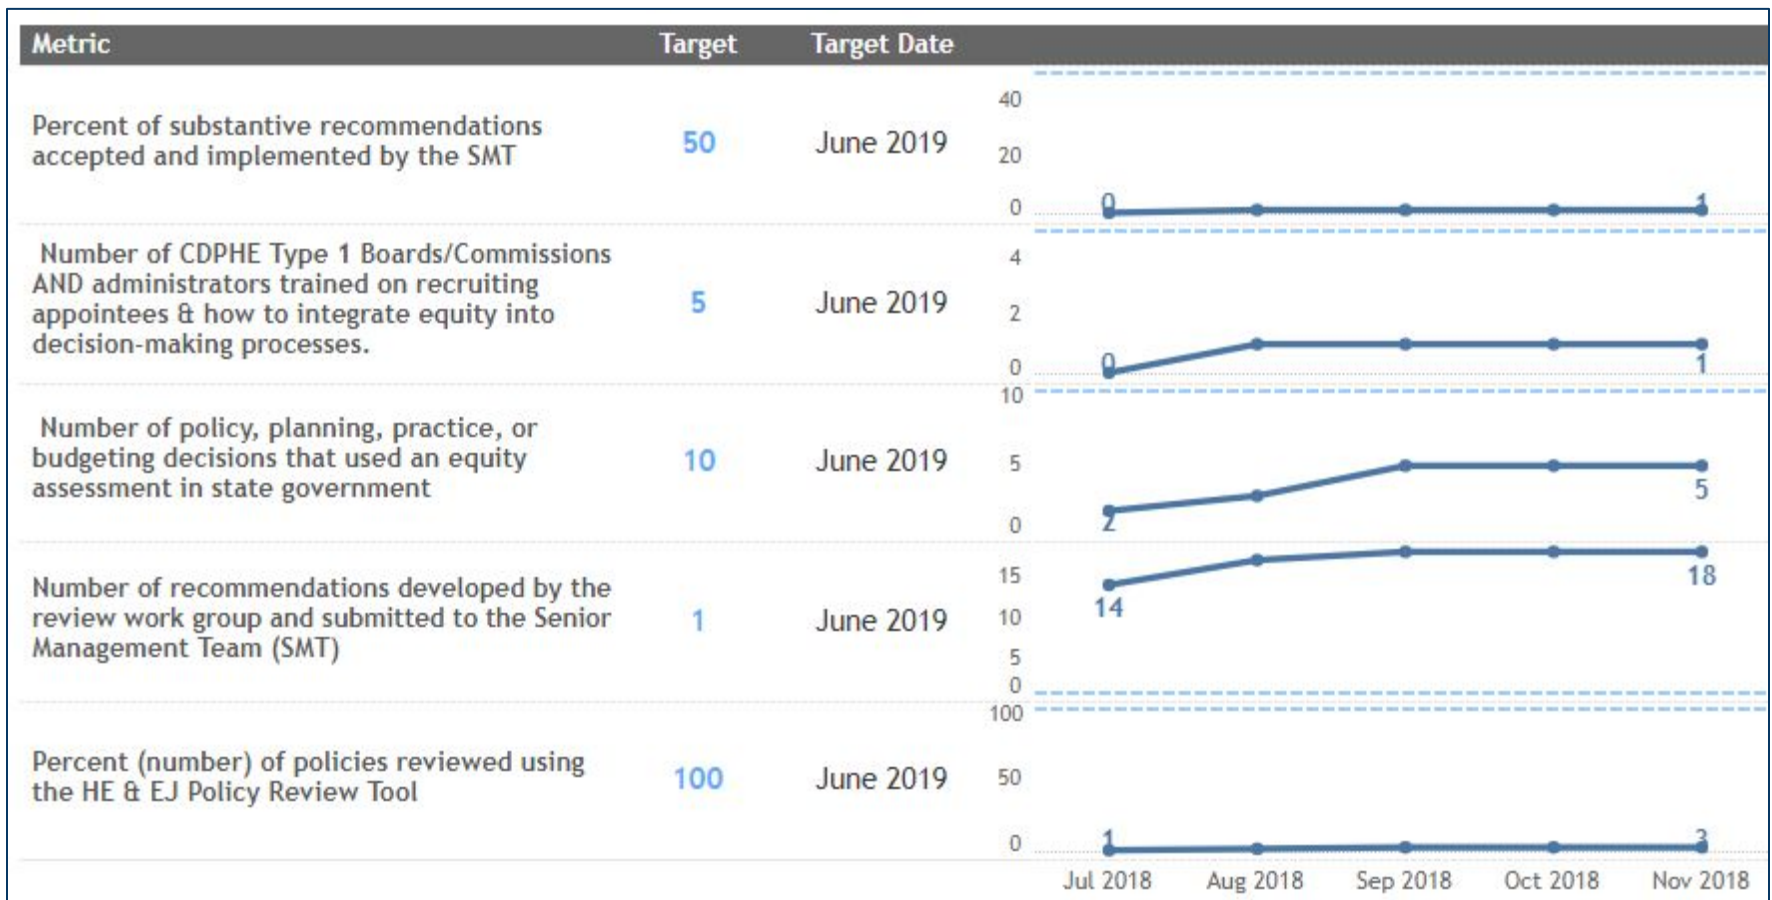 Metric Target Target Date
Percent of substantive recommendations
accepted and implemented by the SMT
50
June 2019
40
20
0
0
1
Number of CDPHE Type 1 Boards/Commissions
AND administrators trained on recruiting
appointees & how to integrate equity into
decision-making processes.
5
June 2019
4
2
0
0
1
Number of policy, planning, practice, or
budgeting decisions that used an equity
assessment in state government
10
June 2019
10
5
0
2
5
Number of recommendations developed by the
review work group and submitted to the Senior
Management Team (SMT)
1
June 2019
15
10
5
0
14
18
Percent (number) of policies reviewed using
the HE & EJ Policy Review Tool
100
June 2019
100
50
0
1
3
Jul 2018 Aug 2018 Sep 2018 Oct 2018 Nov 2018